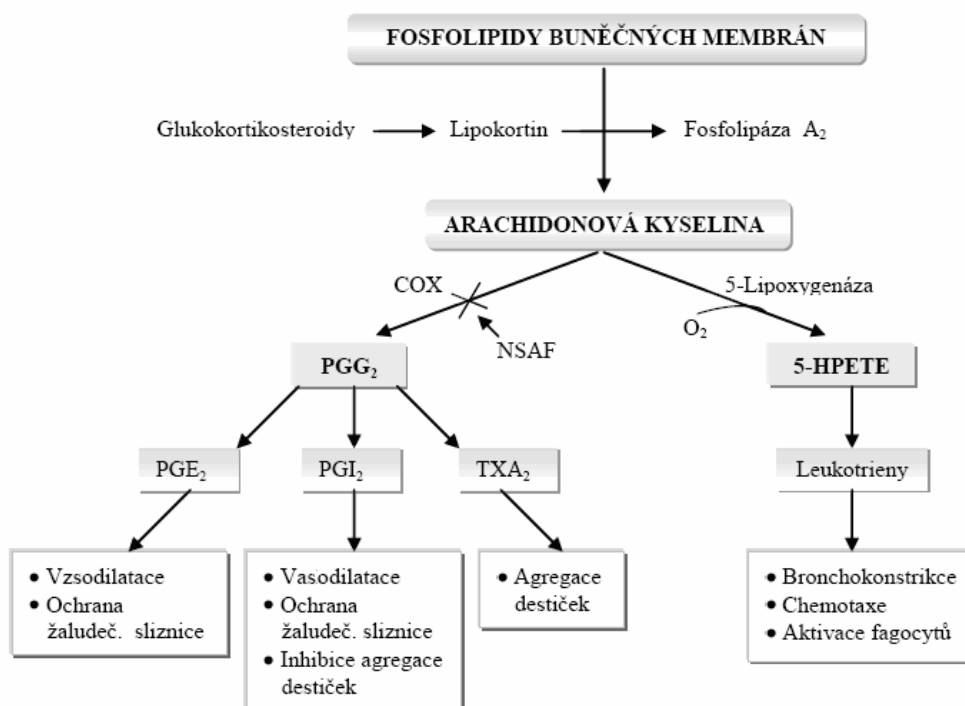 FOSFOLIPIDY BUNĚČNÝCH MEMBRÁN
Glukokortikosteroidy
Lipokortin
Fosfolipáza A₂
ARACHIDONOVÁ KYSELINA
COX
NSAF
5-Lipoxygenáza
O₂
PGG₂
5-HPETE
PGE₂
PGI₂
TXA₂
Leukotrieny
• Vzsodilatace
• Ochrana
žaludeč. sliznice
• Vasodilatace
• Ochrana
žaludeč. sliznice
• Inhibice agregace
destiček
• Agregace
destiček
• Bronchokonstrikce
• Chemotaxe
• Aktivace fagocytů